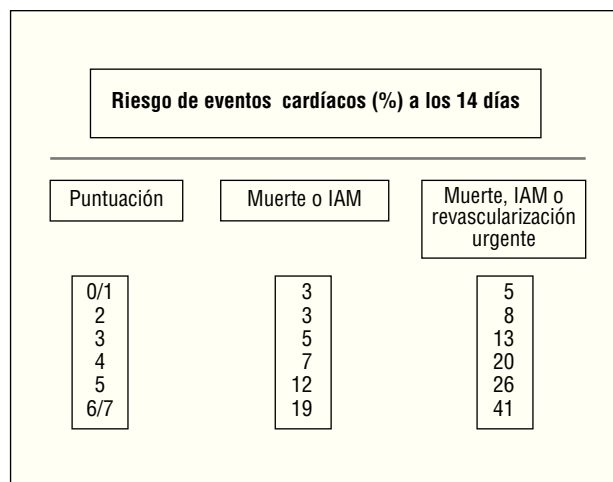 Riesgo de eventos cardíacos (%) a los 14 días
Puntuación Muerte o IAM Muerte, IAM o
revascularización
urgente
0/1 3 5
2 3 8
3 5 13
4 7 20
5 12 26
6/7 19 41